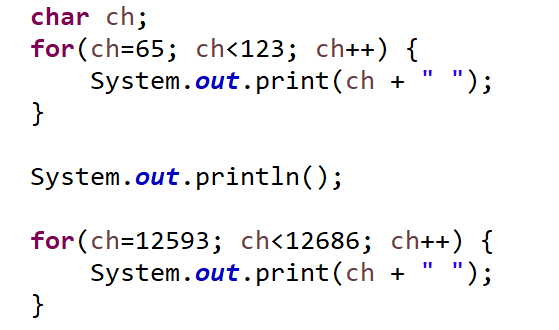 char ch;
for(ch=65; ch<123; ch++) {
    System.out.print(ch + " ");
}

System.out.println();

for(ch=12593; ch<12686; ch++) {
    System.out.print(ch + " ");
}